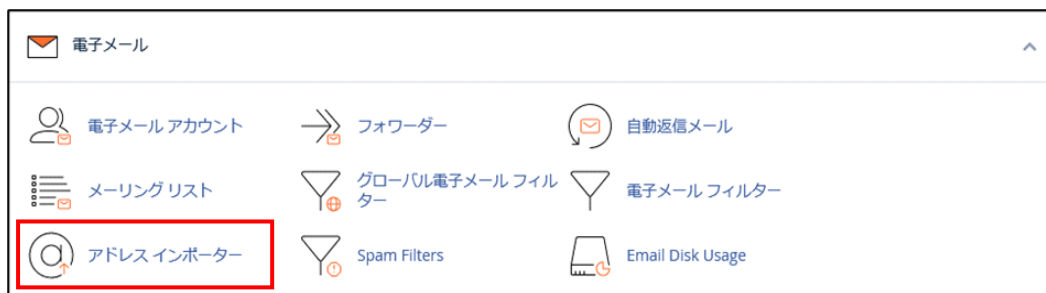 電子メール
電子メール アカウント
フォワーダー
自動返信メール
メーリング リスト
グローバル電子メール フィル
ター
電子メール フィルター
アドレス インポーター
Spam Filters
Email Disk Usage